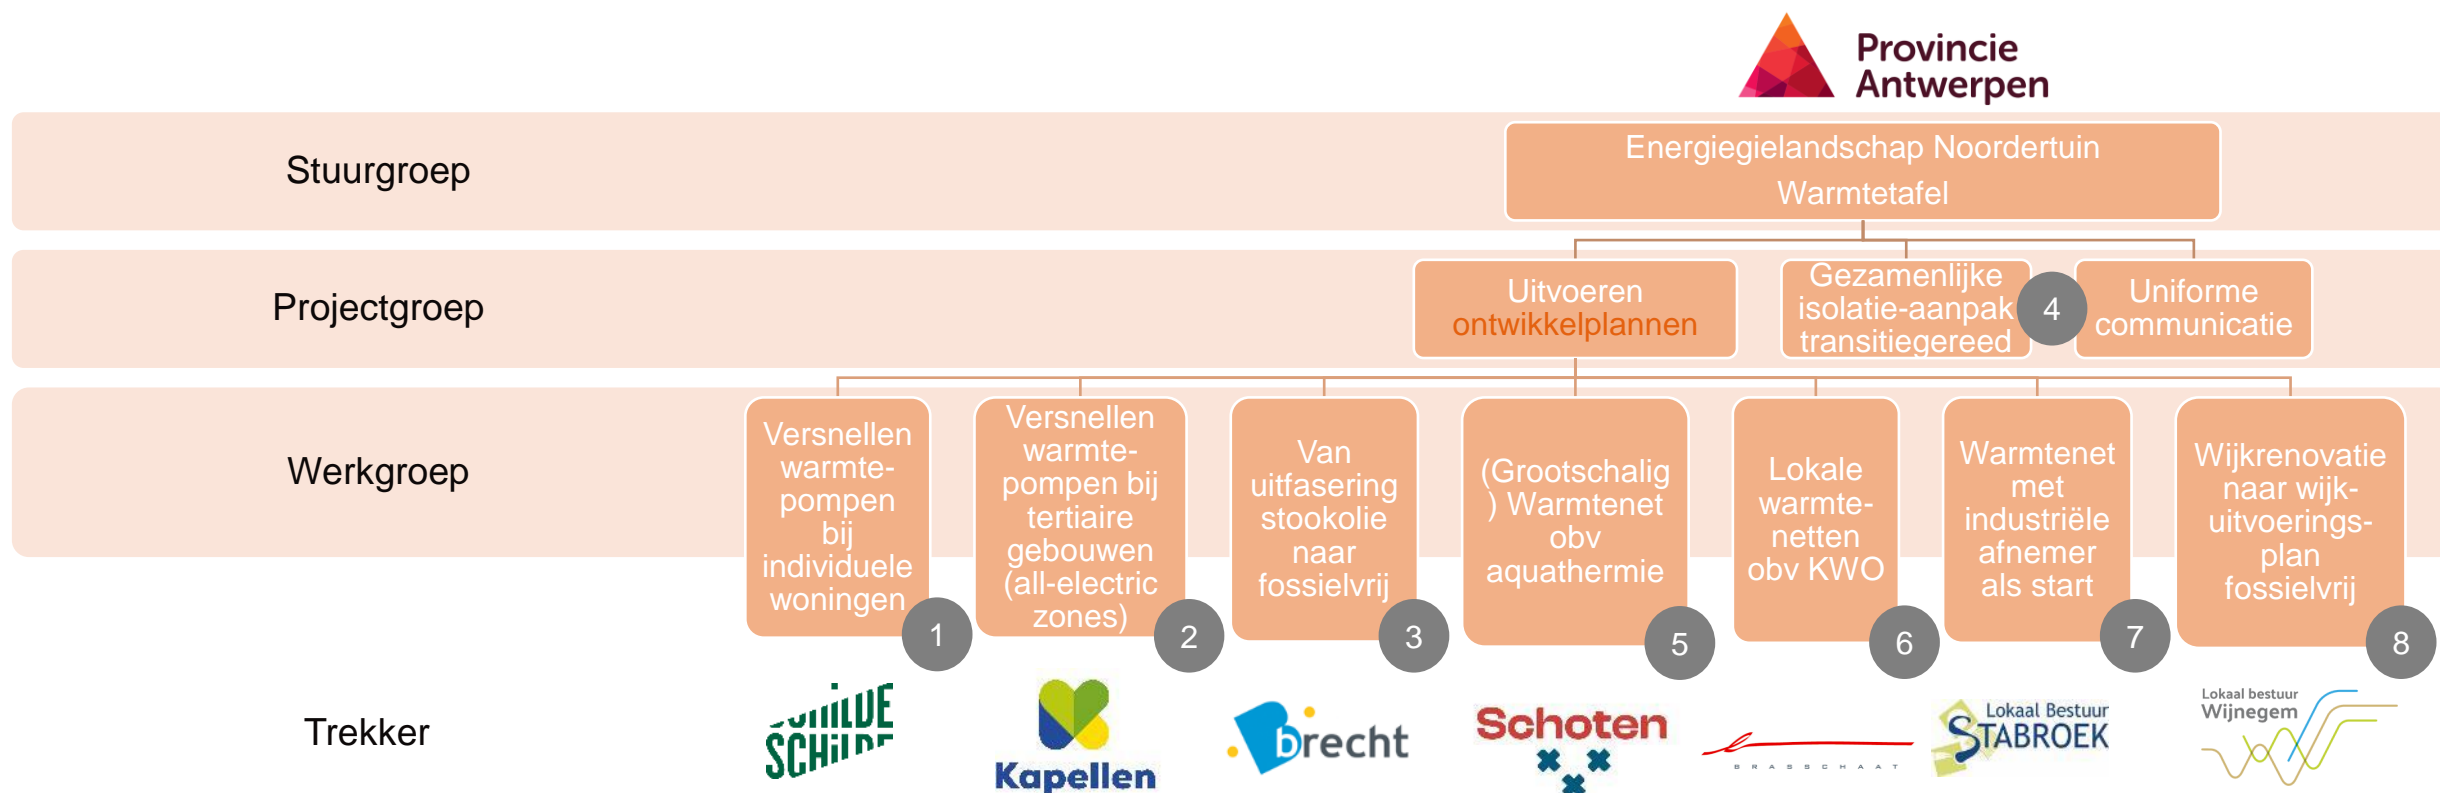 Provincie
Antwerpen
Stuurgroep
Energiegielandschap Noordertuin
Warmtetafel
Projectgroep
Uitvoeren
ontwikkelplannen
Gezamenlijke
isolatie-aanpak
transitiegereed
4
Uniforme
communicatie
Werkgroep
Versnellen
warmte-
pompen
bij
individuele
woningen
1
Versnellen
warmte-
pompen bij
tertiaire
gebouwen
(all-electric
zones)
2
Van
uitfasering
stookolie
naar
fossielvrij
3
(Grootschalig
) Warmtenet
obv
aquathermie
5
Lokale
warmte-
netten
obv KWO
6
Warmtenet
met
industriële
afnemer
als start
7
Wijkrenovatie
naar wijk-
uitvoerings-
plan
fossielvrij
8
Trekker
SCHILDE
SCHILDE
Kapellen
brecht
Schoten
BRASSCHAAT
Lokaal Bestuur
STABROEK
Lokaal bestuur
Wijnegem